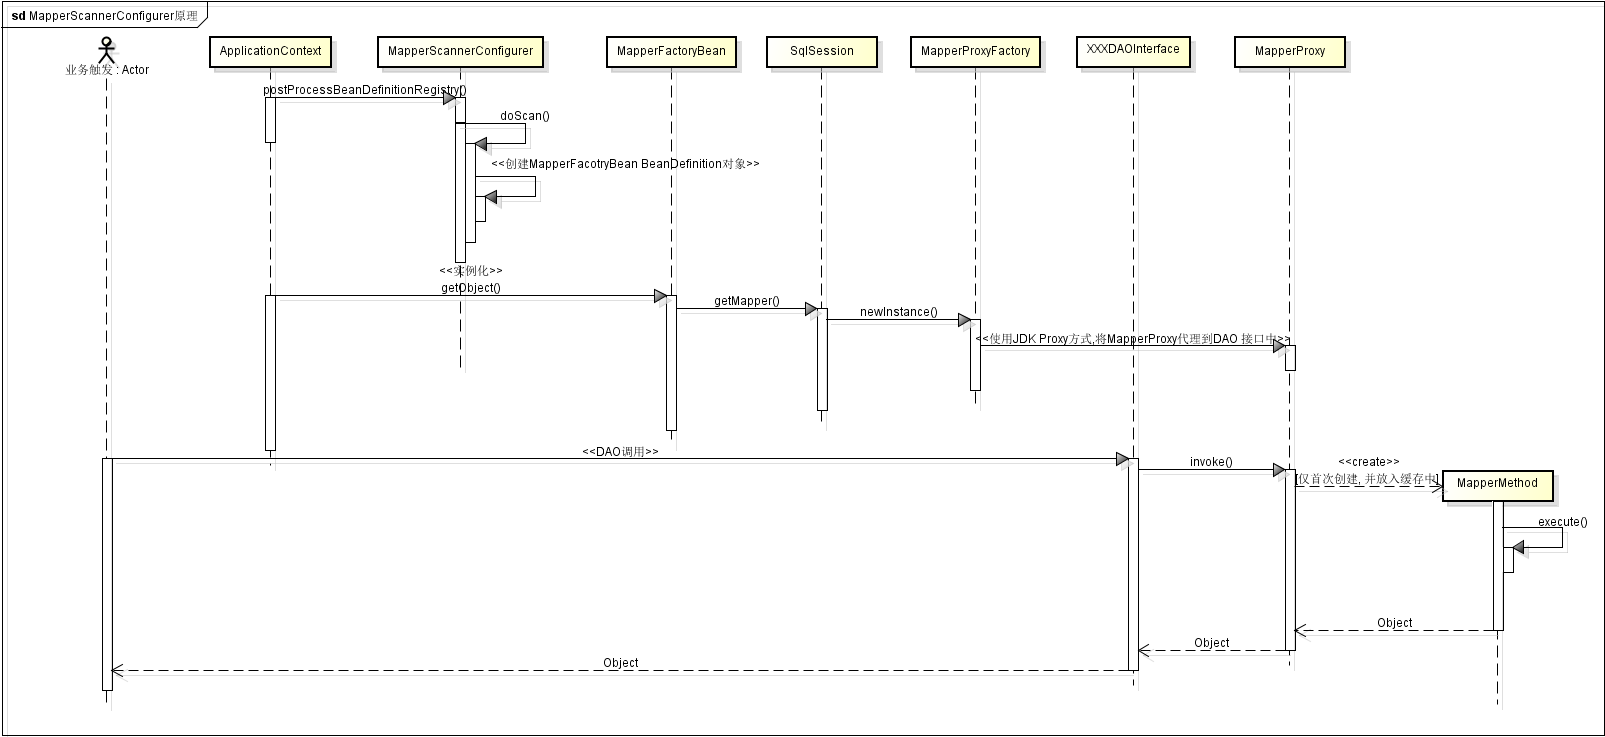 sd MapperScannerConfigurer原理
业务触发 : Actor
ApplicationContext
MapperScannerConfigurer
MapperFactoryBean
SqlSession
MapperProxyFactory
XXXDAOInterface
MapperProxy
postProcessBeanDefinitionRegistry()
doScan()
<<创建MapperFacotryBean BeanDefinition对象>>
<<实例化>>
getObject()
getMapper()
newInstance()
<<使用JDK Proxy方式,将MapperProxy代理到DAO 接口中>>
<<DAO调用>>
invoke()
<<create>>
[仅首次创建, 并放入缓存中]
MapperMethod
execute()
Object
Object
Object